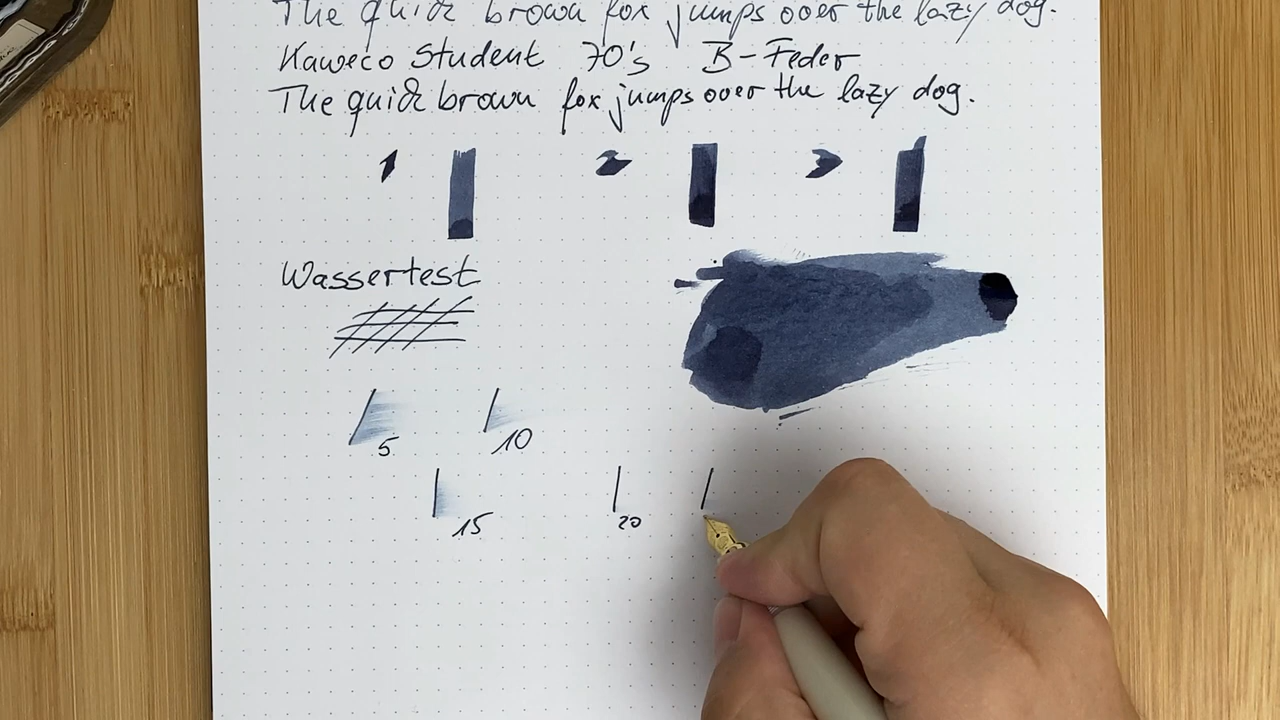 The quick brown fox jumps over the lazy dog.
Kaweco Student 70's B-Feder
The quick brown fox jumps over the lazy dog.
Wassertest
5 10
15 20